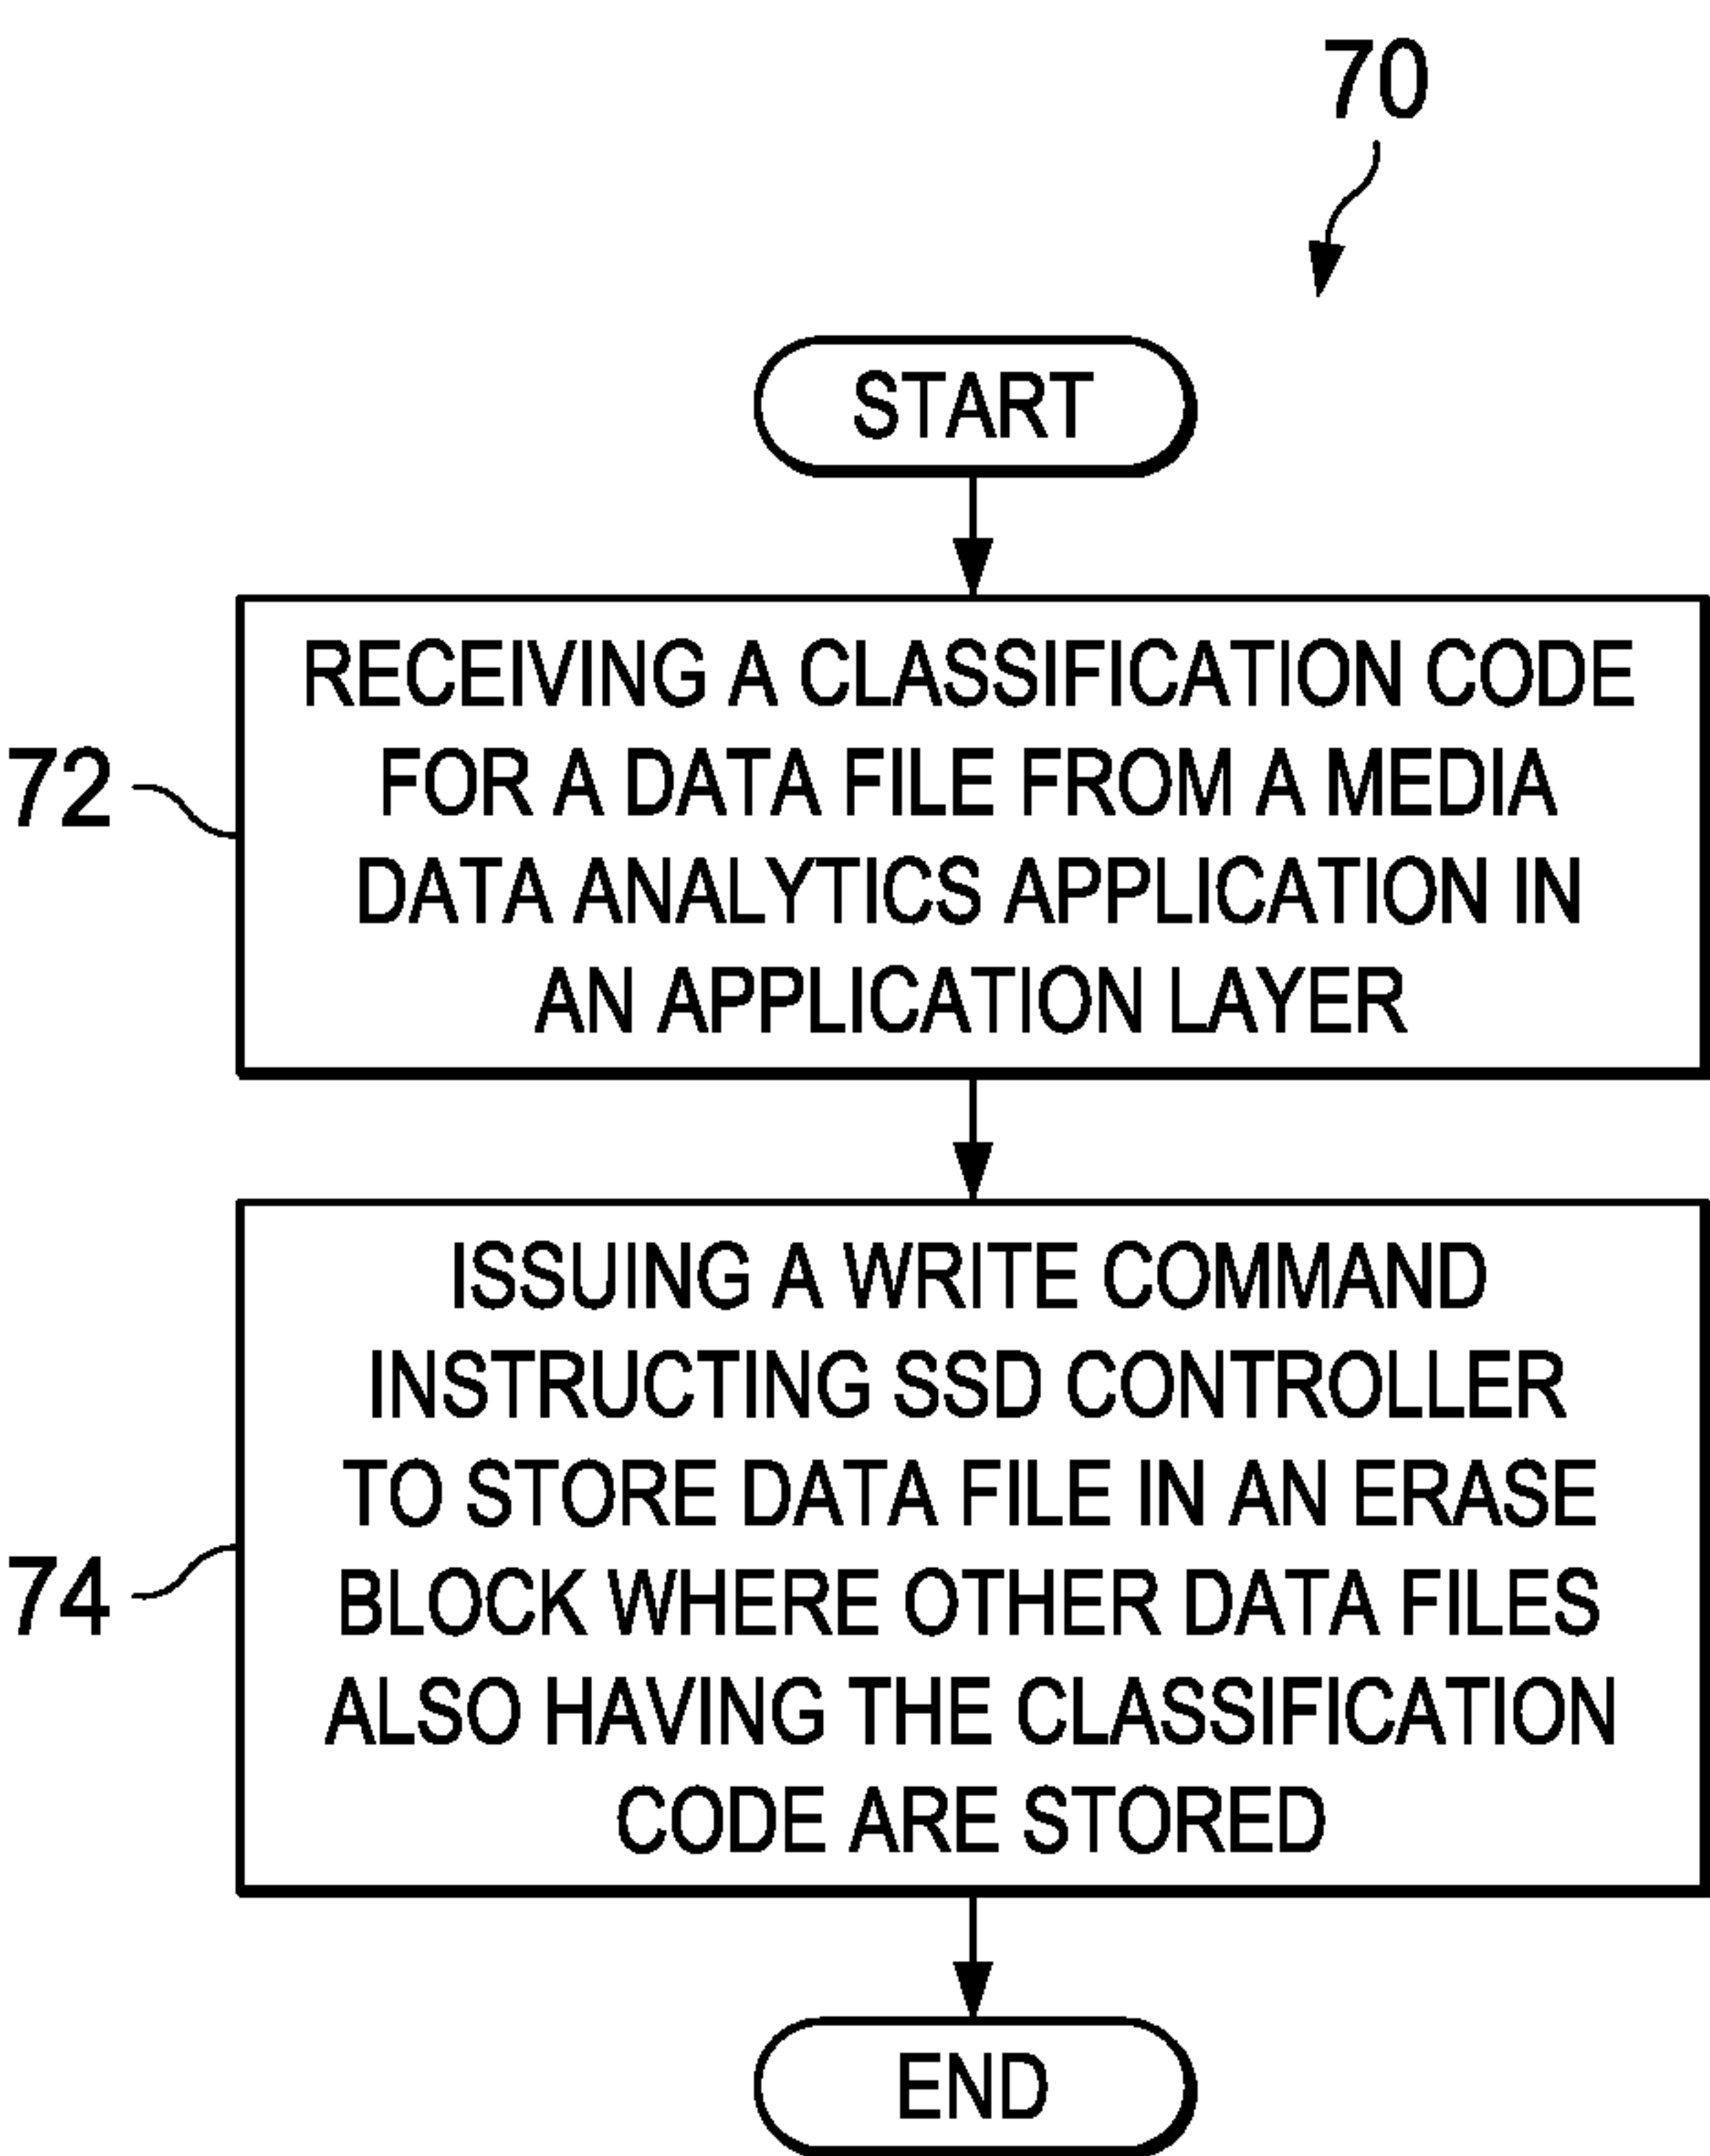 70
START
RECEIVING A CLASSIFICATION CODE
FOR A DATA FILE FROM A MEDIA
DATA ANALYTICS APPLICATION IN
AN APPLICATION LAYER
72
ISSUING A WRITE COMMAND
INSTRUCTING SSD CONTROLLER
TO STORE DATA FILE IN AN ERASE
BLOCK WHERE OTHER DATA FILES
ALSO HAVING THE CLASSIFICATION
CODE ARE STORED
74
END